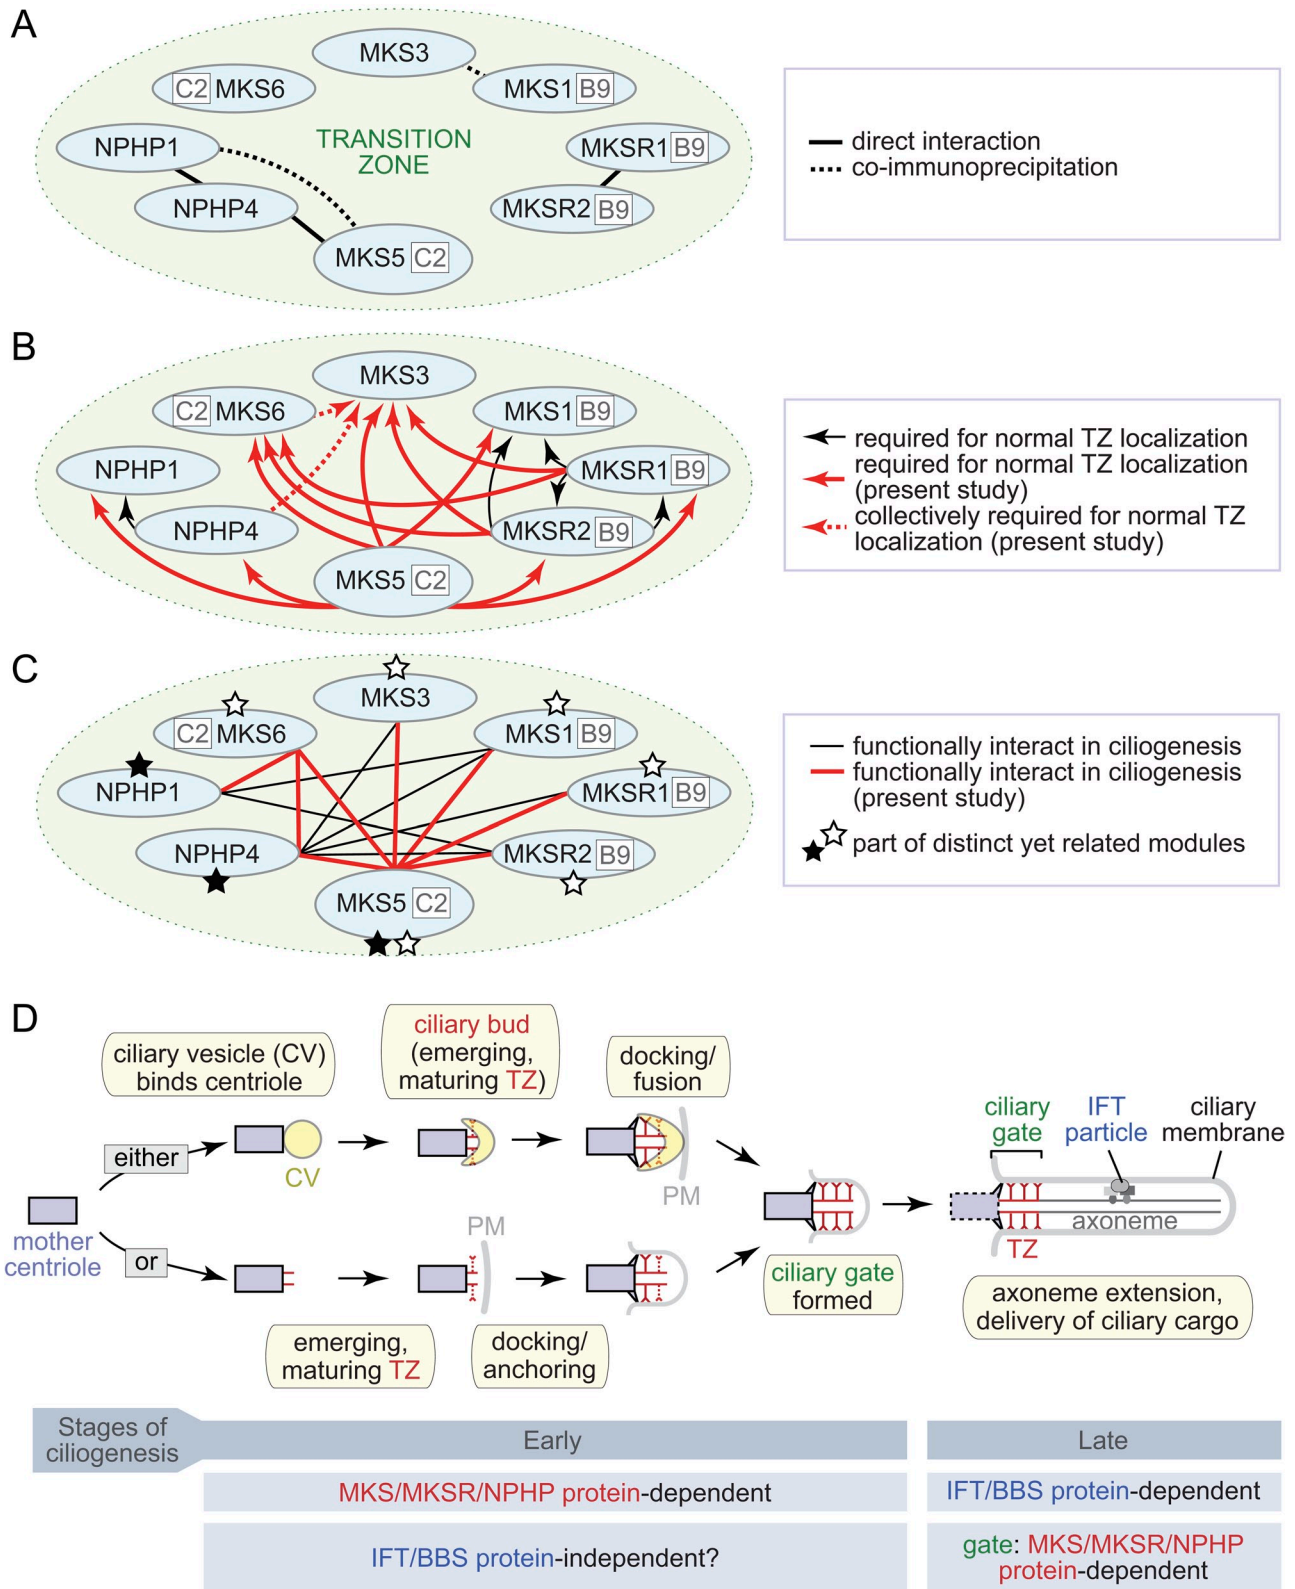 A
MKS3
C2 MKS6
MKS1 B9
NPHP1
TRANSITION
ZONE
MKSR1 B9
NPHP4
MKSR2 B9
MKS5 C2
direct interaction
co-immunoprecipitation
B
MKS3
C2 MKS6
MKS1 B9
NPHP1
MKSR1 B9
NPHP4
MKSR2 B9
MKS5 C2
required for normal TZ localization
required for normal TZ localization
(present study)
collectively required for normal TZ
localization (present study)
C
MKS3
C2 MKS6
MKS1 B9
NPHP1
MKSR1 B9
NPHP4
MKSR2 B9
MKS5 C2
functionally interact in ciliogenesis
functionally interact in ciliogenesis
(present study)
part of distinct yet related modules
D
ciliary vesicle (CV)
binds centriole
ciliary bud
(emerging,
maturing TZ)
docking/
fusion
either
CV
PM
mother
centriole
or
PM
emerging,
maturing TZ
docking/
anchoring
ciliary gate
formed
ciliary
gate
IFT
particle
ciliary
membrane
axoneme
TZ
axoneme extension,
delivery of ciliary cargo
Stages of
ciliogenesis
Early
Late
MKS/MKSR/NPHP protein-dependent
IFT/BBS protein-dependent
IFT/BBS protein-independent?
gate: MKS/MKSR/NPHP
protein-dependent